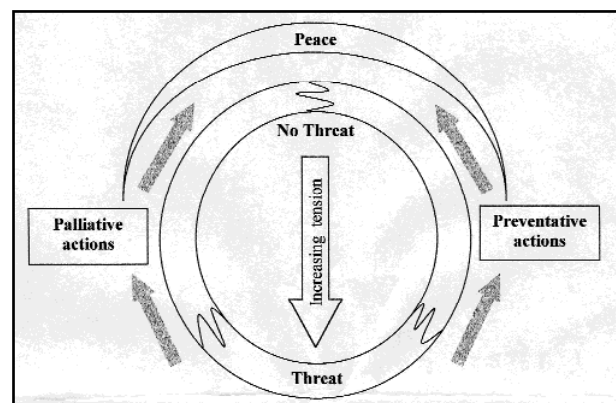 Peace
No Threat
Palliative
actions
Increasing tension
Preventative
actions
Threat